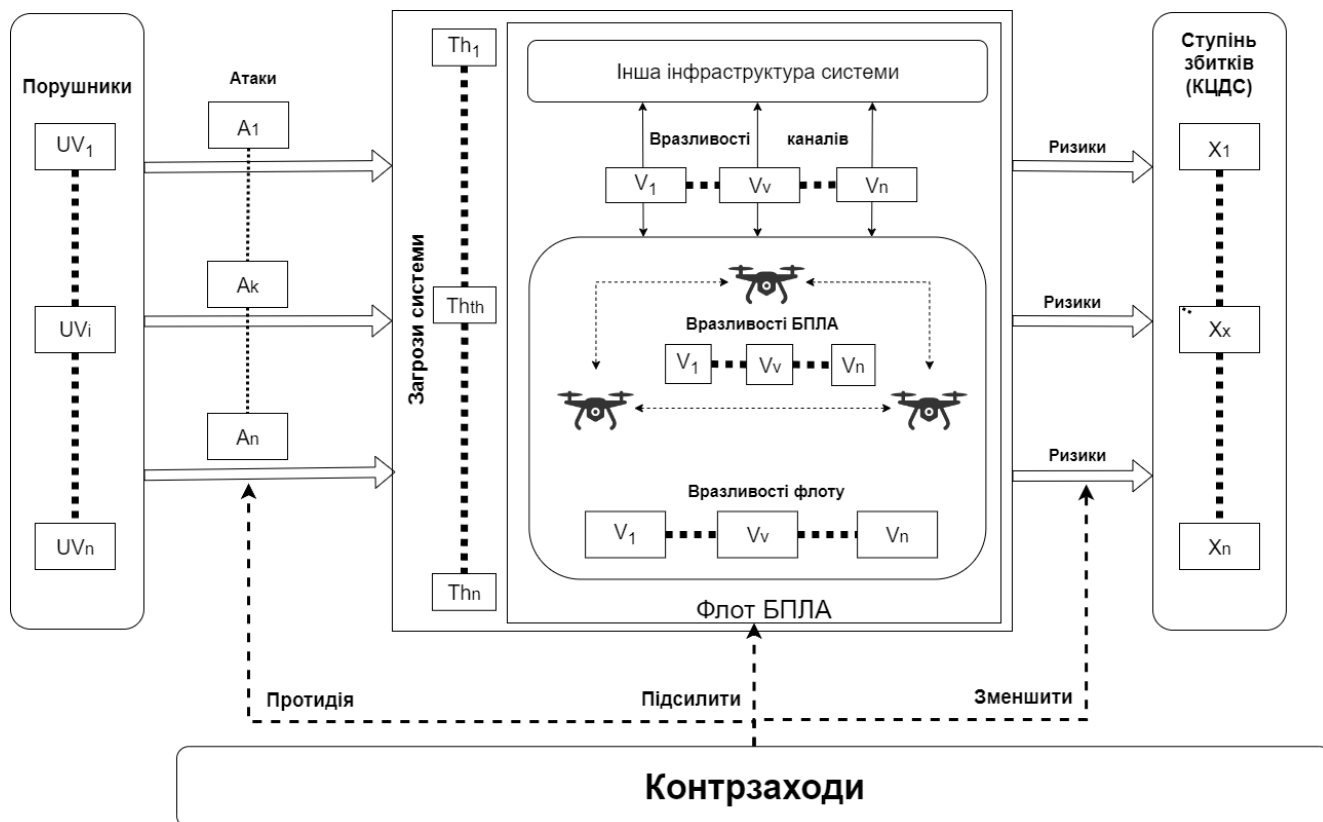 Порушники
UV1
UVi
UVn
Атаки
A1
Ak
An
Загрози системи
Th1
Thth
Thn
Інша інфраструктура системи
Вразливості каналів
V1
Vv
Vn
Вразливості БПЛА
V1
Vv
Vn
Вразливості флоту
V1
Vv
Vn
Флот БПЛА
Ризики
Ризики
Ризики
Ступінь
збитків
(КЦДС)
X1
Xx
Xn
Протидія
Підсилити
Зменшити
Контрзаходи